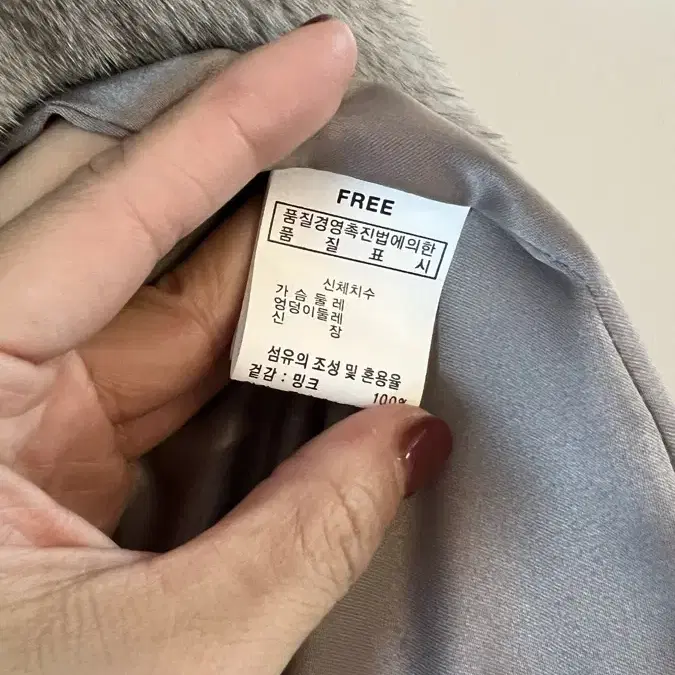 FREE
품질경영촉진법에의한
품 질 표 시
신체치수
가 슴 둘 레
엉덩이둘레
신 장
섬유의 조성 및 혼용율
겉감 : 밍크 100%